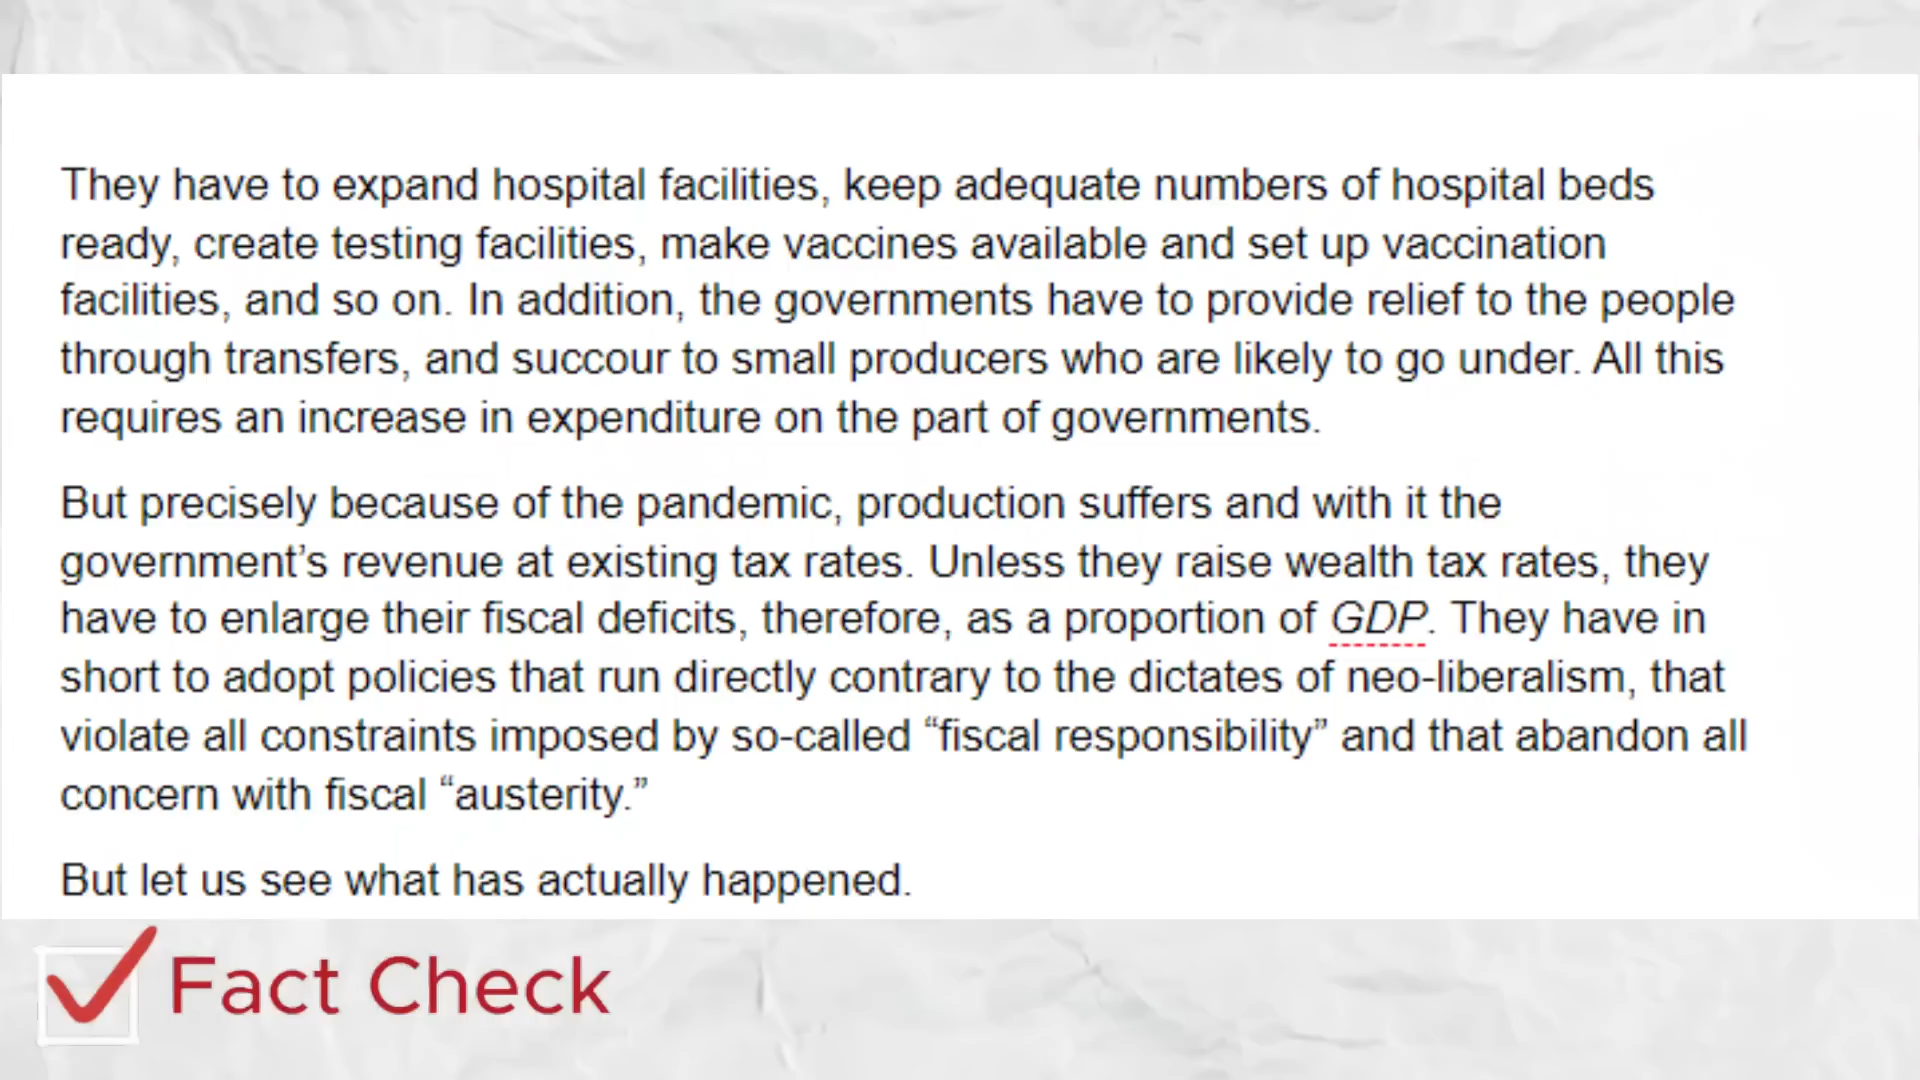 They have to expand hospital facilities, keep adequate numbers of hospital beds
ready, create testing facilities, make vaccines available and set up vaccination
facilities, and so on. In addition, the governments have to provide relief to the people
through transfers, and succour to small producers who are likely to go under. All this
requires an increase in expenditure on the part of governments.
But precisely because of the pandemic, production suffers and with it the
government’s revenue at existing tax rates. Unless they raise wealth tax rates, they
have to enlarge their fiscal deficits, therefore, as a proportion of GDP. They have in
short to adopt policies that run directly contrary to the dictates of neo-liberalism, that
violate all constraints imposed by so-called “fiscal responsibility” and that abandon all
concern with fiscal “austerity.”
But let us see what has actually happened.
Fact Check